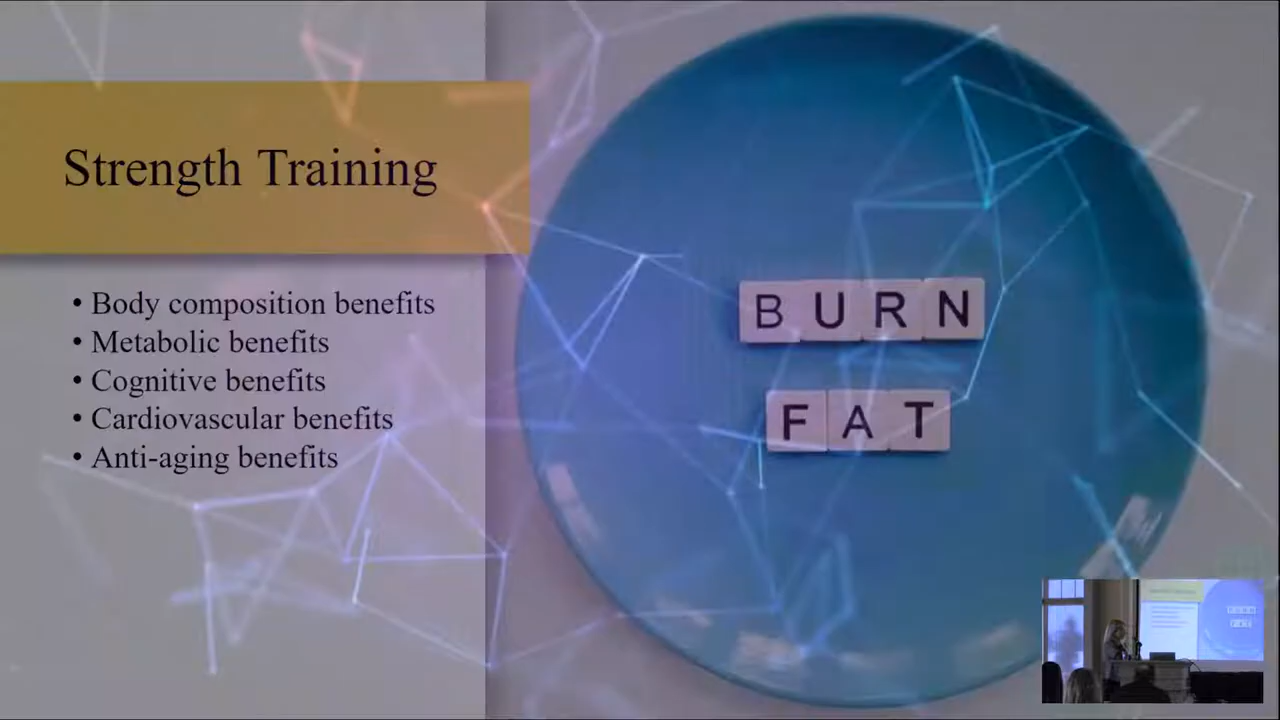 Strength Training
• Body composition benefits
• Metabolic benefits
• Cognitive benefits
• Cardiovascular benefits
• Anti-aging benefits
BURN
FAT